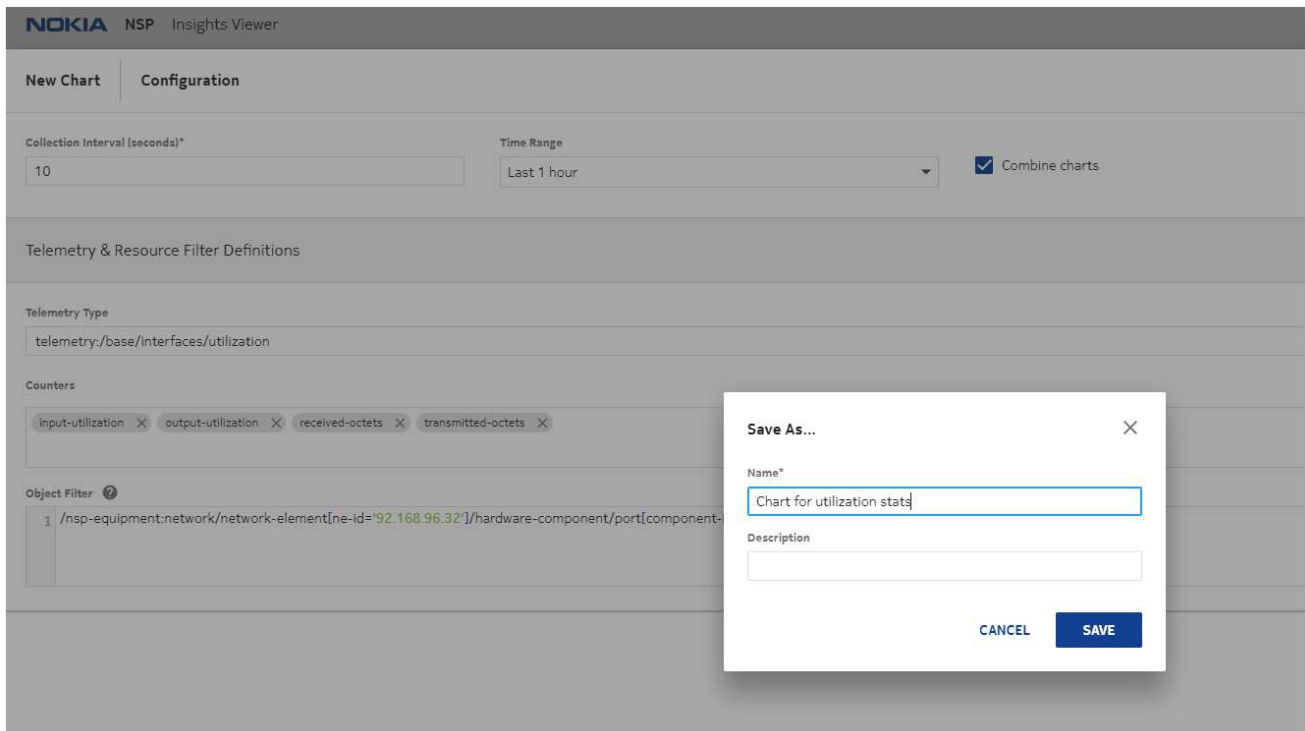 NOKIA NSP Insights Viewer
New Chart Configuration
Collection Interval (seconds)* Time Range
10 Last 1 hour Combine charts
Telemetry & Resource Filter Definitions
Telemetry Type
telemetry:/base/interfaces/utilization
Counters
input-utilization output-utilization received-octets transmitted-octets
Object Filter
1 /nsp-equipment:network/network-element[ne-id='92.168.96.32']/hardware-component/port[component-
Save As...
Name*
Chart for utilization stats
Description
CANCEL SAVE